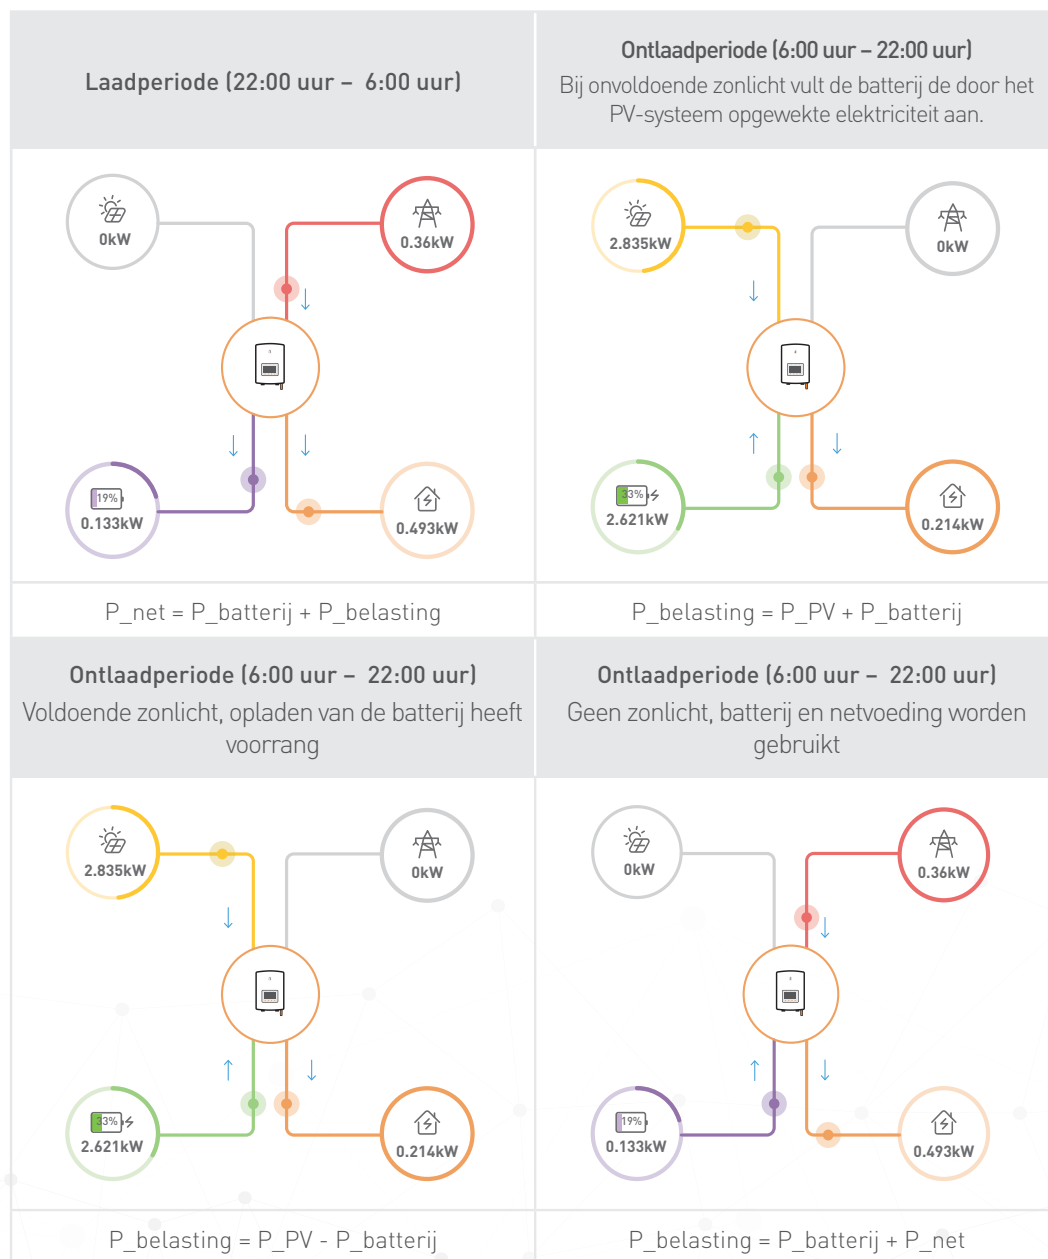 Laadperiode (22:00 uur – 6:00 uur)
Ontlaadperiode (6:00 uur – 22:00 uur)
Bij onvoldoende zonlicht vult de batterij de door het
PV-systeem opgewekte elektriciteit aan.
0kW
0.36kW
19%
0.133kW
0.493kW
2.835kW
0kW
33%
2.621kW
0.214kW
P_net = P_batterij + P_belasting
P_belasting = P_PV + P_batterij
Ontlaadperiode (6:00 uur – 22:00 uur)
Voldoende zonlicht, opladen van de batterij heeft
voorrang
Ontlaadperiode (6:00 uur – 22:00 uur)
Geen zonlicht, batterij en netvoeding worden
gebruikt
2.835kW
0kW
33%
2.621kW
0.214kW
0kW
0.36kW
19%
0.133kW
0.493kW
P_belasting = P_PV - P_batterij
P_belasting = P_batterij + P_net